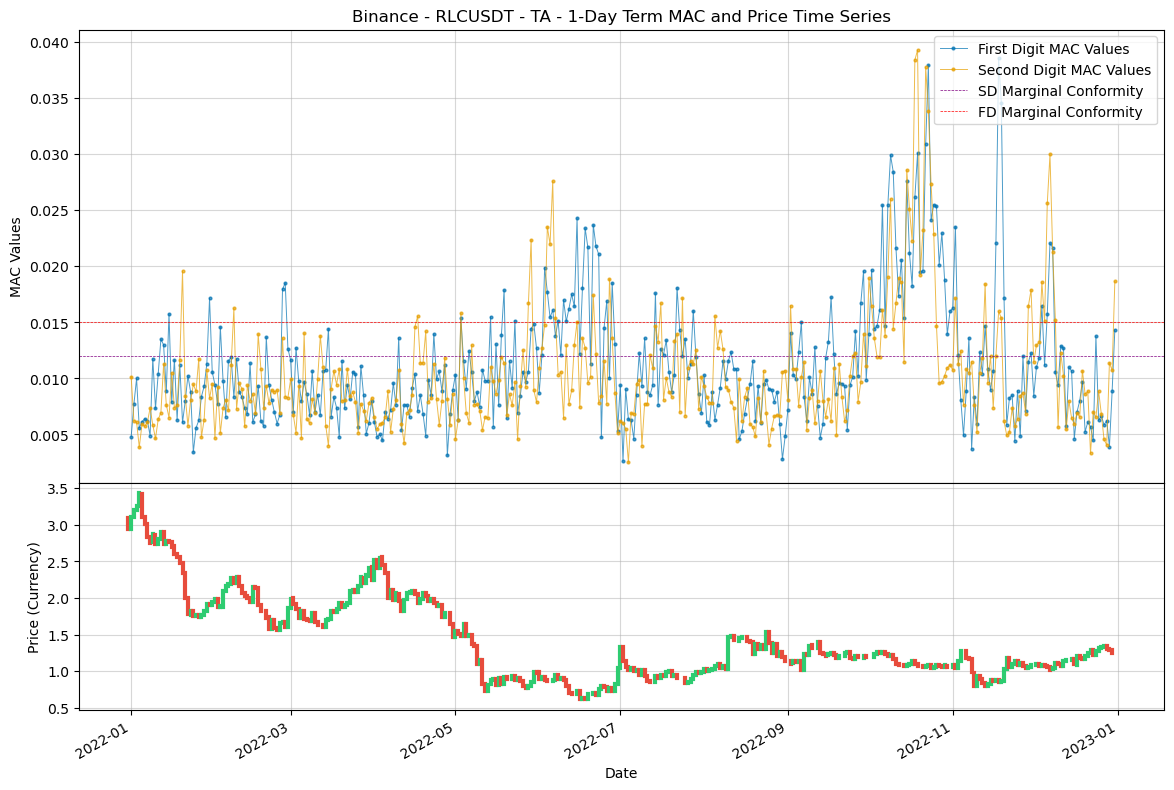 Binance - RLCUSDT - TA - 1-Day Term MAC and Price Time Series
First Digit MAC Values
Second Digit MAC Values
SD Marginal Conformity
FD Marginal Conformity
MAC Values
0.040
0.035
0.030
0.025
0.020
0.015
0.010
0.005
Price (Currency)
3.5
3.0
2.5
2.0
1.5
1.0
0.5
2022-01
2022-03
2022-05
2022-07
2022-09
2022-11
2023-01
Date